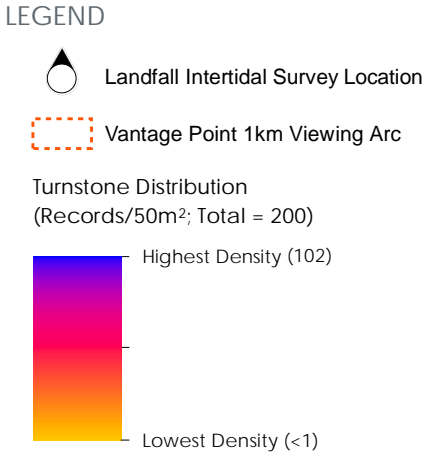 LEGEND
Landfall Intertidal Survey Location
Vantage Point 1km Viewing Arc
Turnstone Distribution
(Records/50m²; Total = 200)
Highest Density (102)
Lowest Density (<1)